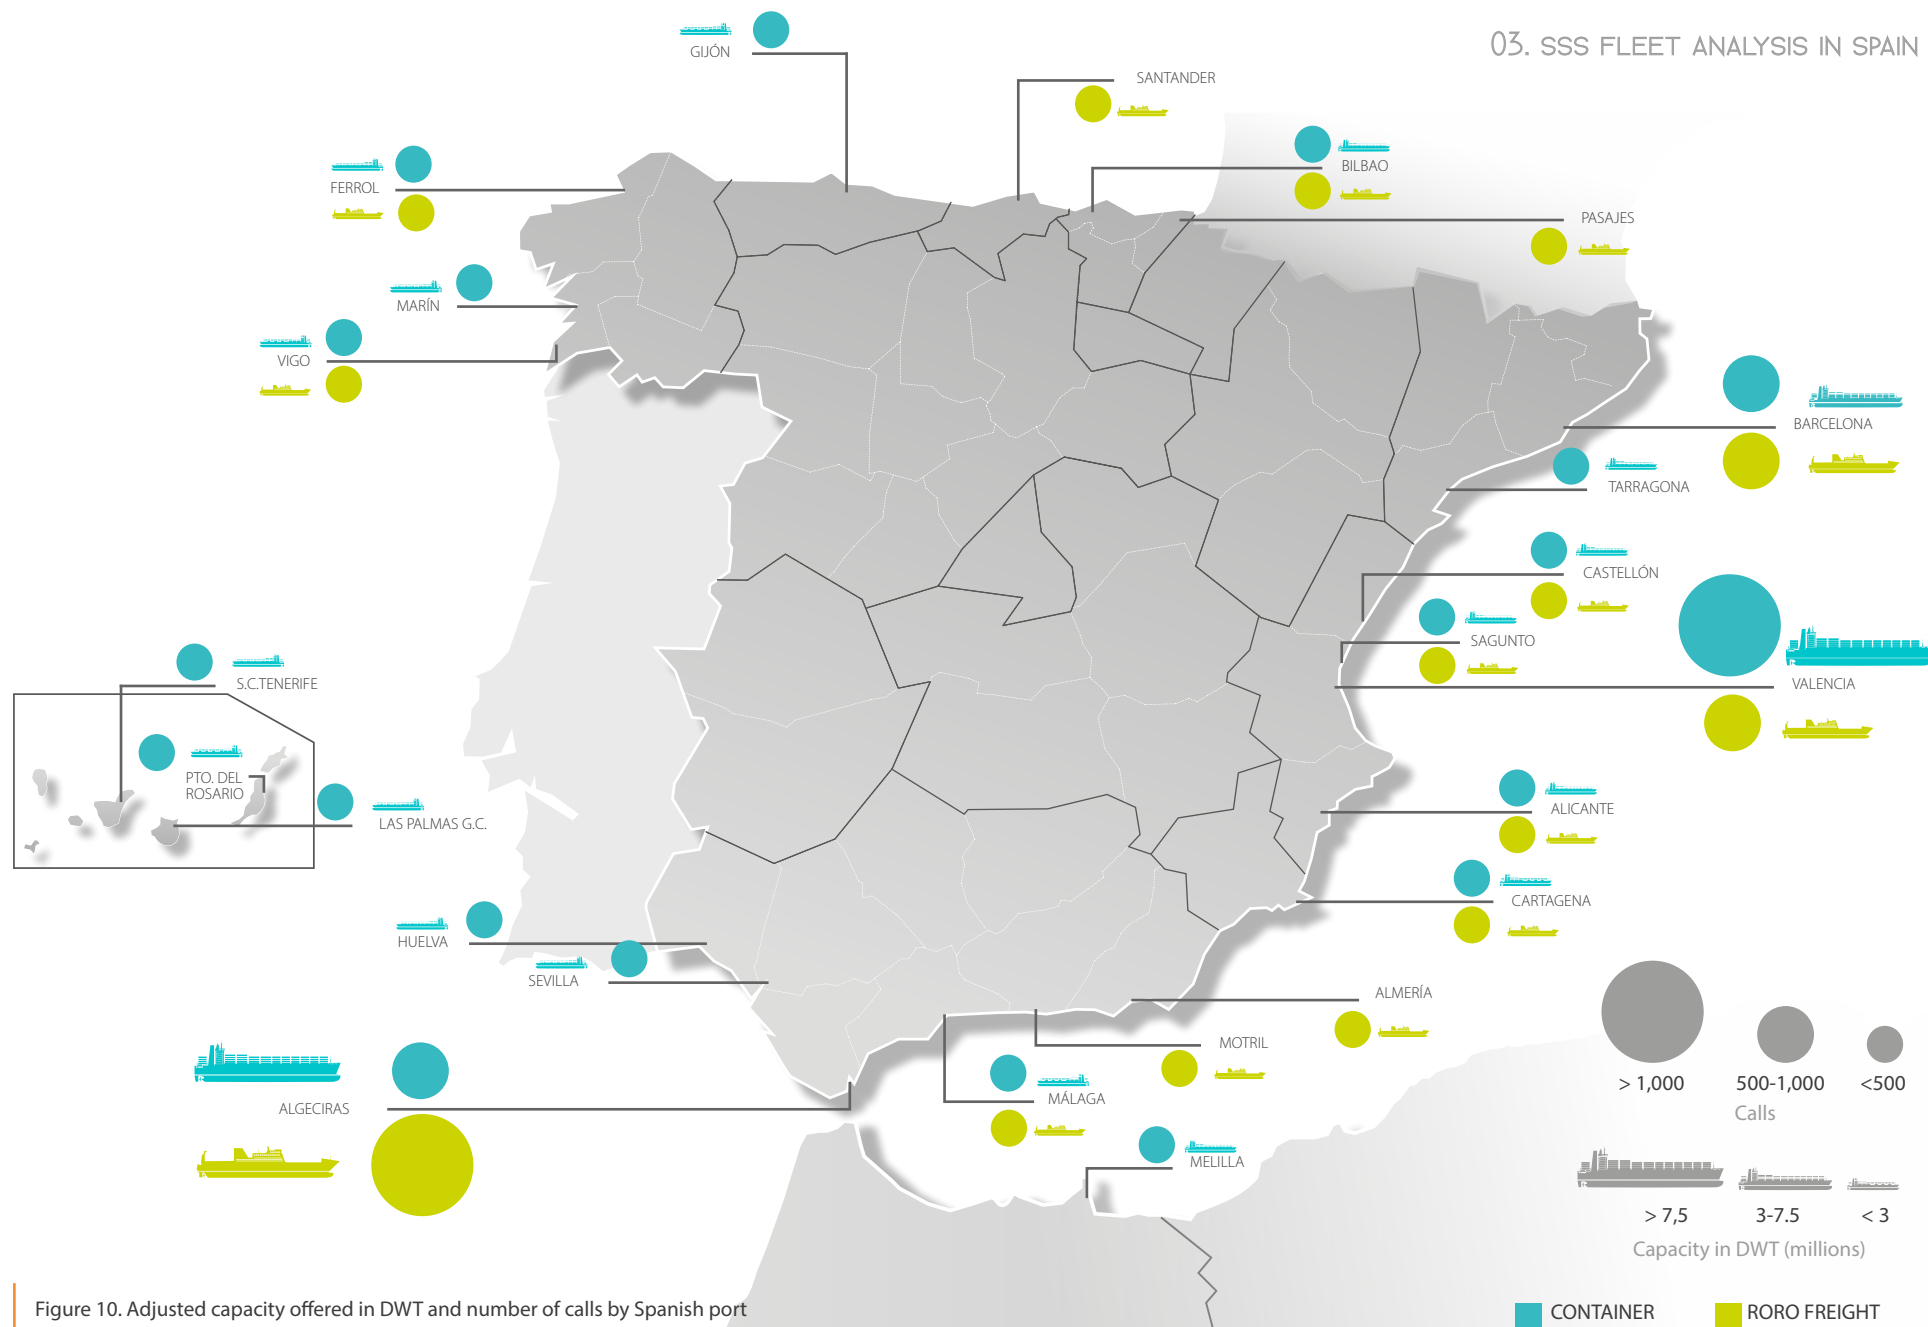 03. SSS FLEET ANALYSIS IN SPAIN
GIJÓN
SANTANDER
BILBAO
FERROL
PASAJES
MARÍN
VIGO
BARCELONA
TARRAGONA
CASTELLÓN
SAGUNTO
S.C.TENERIFE
VALENCIA
PTO. DEL
ROSARIO
LAS PALMAS G.C.
ALICANTE
CARTAGENA
HUELVA
SEVILLA
ALMERÍA
MOTRIL
MÁLAGA
ALGECIRAS
MELILLA
> 1,000 500-1,000 <500
Calls
> 7,5 3-7.5 < 3
Capacity in DWT (millions)
Figure 10. Adjusted capacity offered in DWT and number of calls by Spanish port
CONTAINER RORO FREIGHT